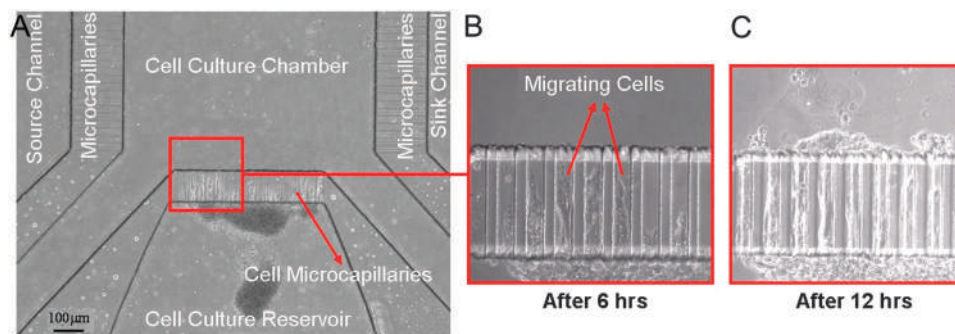 A
Source Channel
Microcapillaries
Cell Culture Chamber
Microcapillaries
Sink Channel
Cell Microcapillaries
Cell Culture Reservoir
100μm
B
Migrating Cells
After 6 hrs
C
After 12 hrs